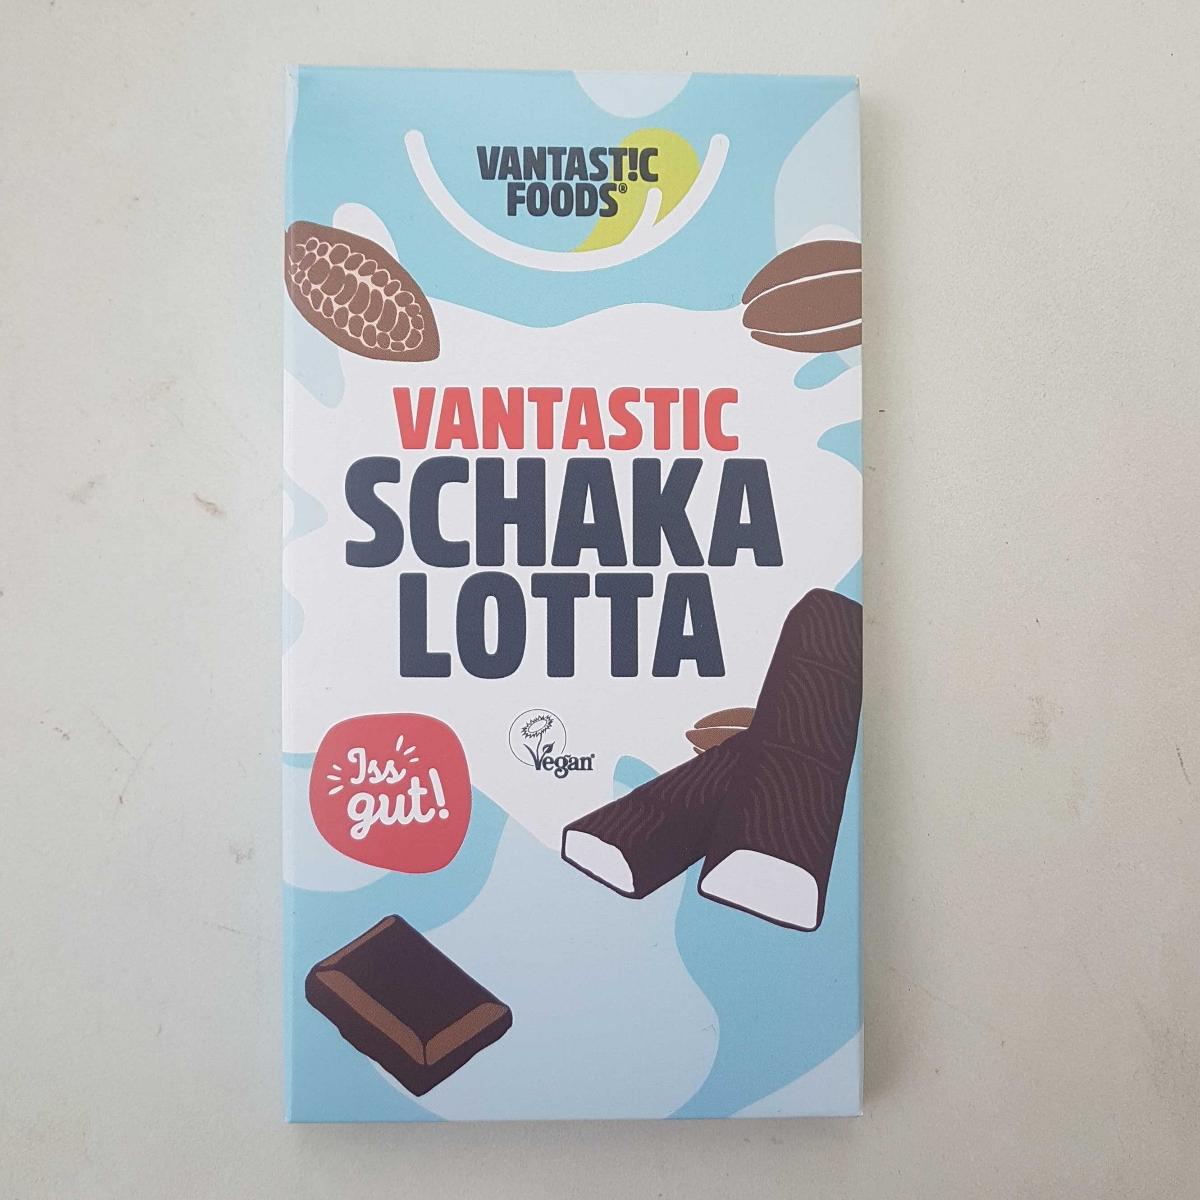 VANTAST!C
FOODS®
VANTASTIC
SCHAKA
LOTTA
Vegan
Iss
gut!